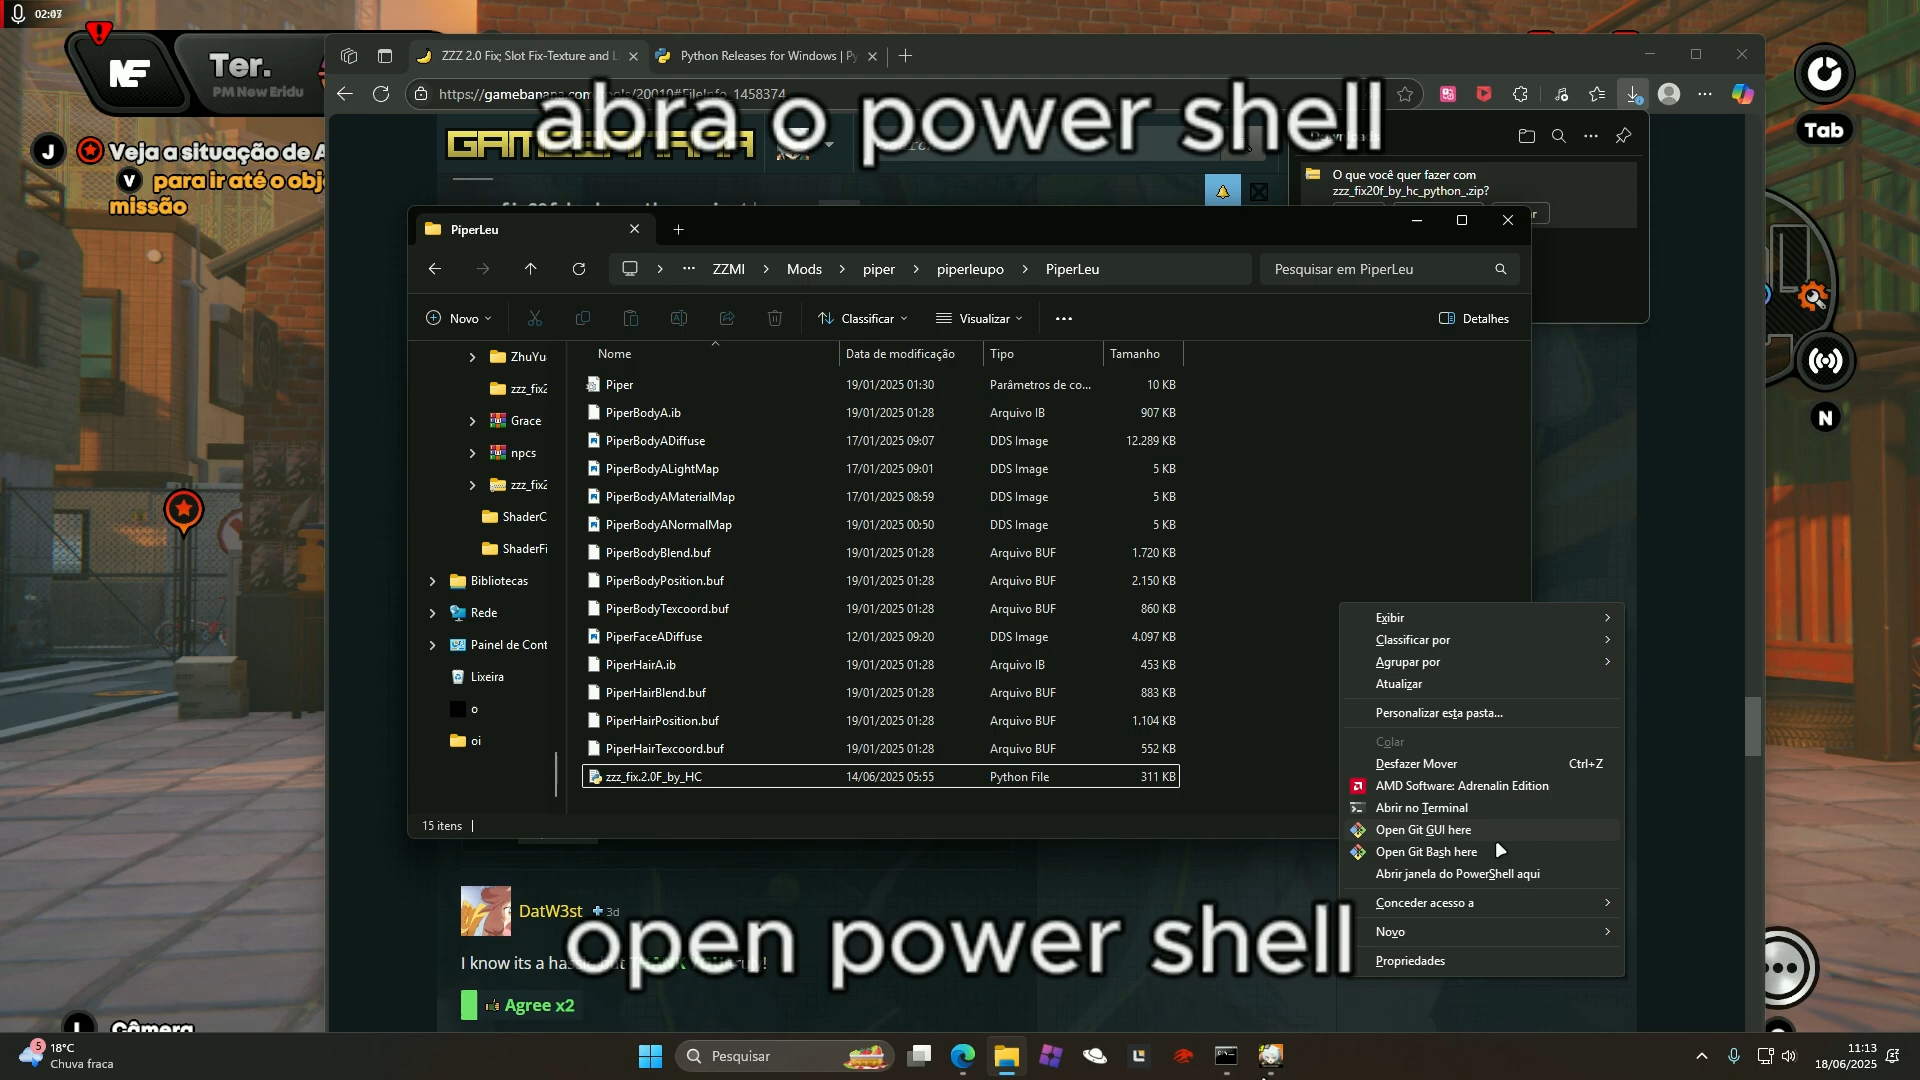 02:07
Ter.
PM New Eridu
ZZZ 2.0 Fix; Slot Fix-Texture and L
Python Releases for Windows | Py
https://gamebanana.com
/20010#FileInfo_1458374
abra o power shell
Tab
J
Veja a situação de A
V
para ir até o obj
missão
O que você quer fazer com
zzz_fix20f_by_hc_python_.zip?
PiperLeu
ZZMI
Mods
piper
piperleupo
PiperLeu
Pesquisar em PiperLeu
Novo
Classificar
Visualizar
Detalhes
Nome
Data de modificação
Tipo
Tamanho
ZhuYu
zzz_fix2
Grace
npcs
zzz_fix2
ShaderC
ShaderFi
Bibliotecas
Rede
Painel de Cont
Lixeira
o
oi
Piper 19/01/2025 01:30 Parâmetros de co... 10 KB
PiperBodyA.ib 19/01/2025 01:28 Arquivo IB 907 KB
PiperBodyADiffuse 17/01/2025 09:07 DDS Image 12.289 KB
PiperBodyALightMap 17/01/2025 09:01 DDS Image 5 KB
PiperBodyAMaterialMap 17/01/2025 08:59 DDS Image 5 KB
PiperBodyANormalMap 19/01/2025 00:50 DDS Image 5 KB
PiperBodyBlend.buf 19/01/2025 01:28 Arquivo BUF 1.720 KB
PiperBodyPosition.buf 19/01/2025 01:28 Arquivo BUF 2.150 KB
PiperBodyTexcoord.buf 19/01/2025 01:28 Arquivo BUF 860 KB
PiperFaceADiffuse 12/01/2025 09:20 DDS Image 4.097 KB
PiperHairA.ib 19/01/2025 01:28 Arquivo IB 453 KB
PiperHairBlend.buf 19/01/2025 01:28 Arquivo BUF 883 KB
PiperHairPosition.buf 19/01/2025 01:28 Arquivo BUF 1.104 KB
PiperHairTexcoord.buf 19/01/2025 01:28 Arquivo BUF 552 KB
zzz_fix.2.0F_by_HC 14/06/2025 05:55 Python File 311 KB
15 itens
N
Exibir
Classificar por
Agrupar por
Atualizar
Personalizar esta pasta...
Colar
Desfazer Mover Ctrl+Z
AMD Software: Adrenalin Edition
Abrir no Terminal
Open Git GUI here
Open Git Bash here
Abrir janela do PowerShell aqui
Conceder acesso a
Novo
Propriedades
DatW3st 3d
I know its a
open power shell
Agree x2
L
Câmera
5
18°C
Chuva fraca
Pesquisar
11:13
18/06/2025